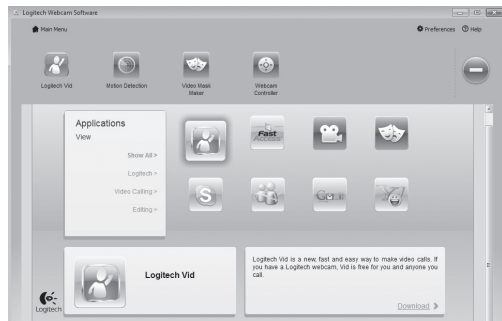 Logitech Webcam Software
Main Menu
Preferences
Help
Logitech Vid
Motion Detection
Video Mask
Maker
Webcam
Controller
Applications
View
Show All >
Logitech >
Video Calling >
Editing >
Fast
Access
S
Logitech Vid
Logitech Vid is a new, fast and easy way to make video calls. If
you have a Logitech webcam, Vid is free for you and anyone you
call.
Download
Logitech